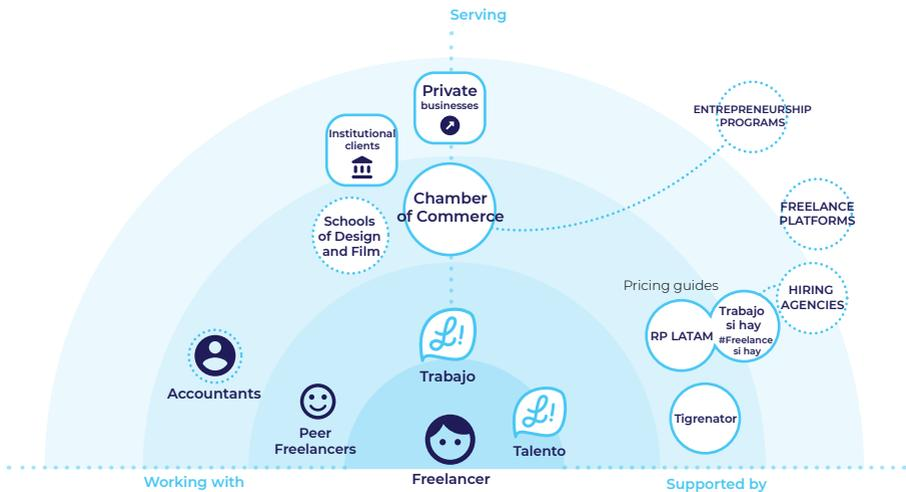 Serving
Private
businesses
Institutional
clients
ENTREPRENEURSHIP
PROGRAMS
Chamber
of Commerce
Schools
of Design
and Film
FREELANCE
PLATFORMS
HIRING
AGENCIES
Pricing guides
RP LATAM
Trabajo
si hay
#Freelance
si hay
L!
Trabajo
Accountants
Peer
Freelancers
L!
Talento
Tigrenator
Freelancer
Working with
Supported by